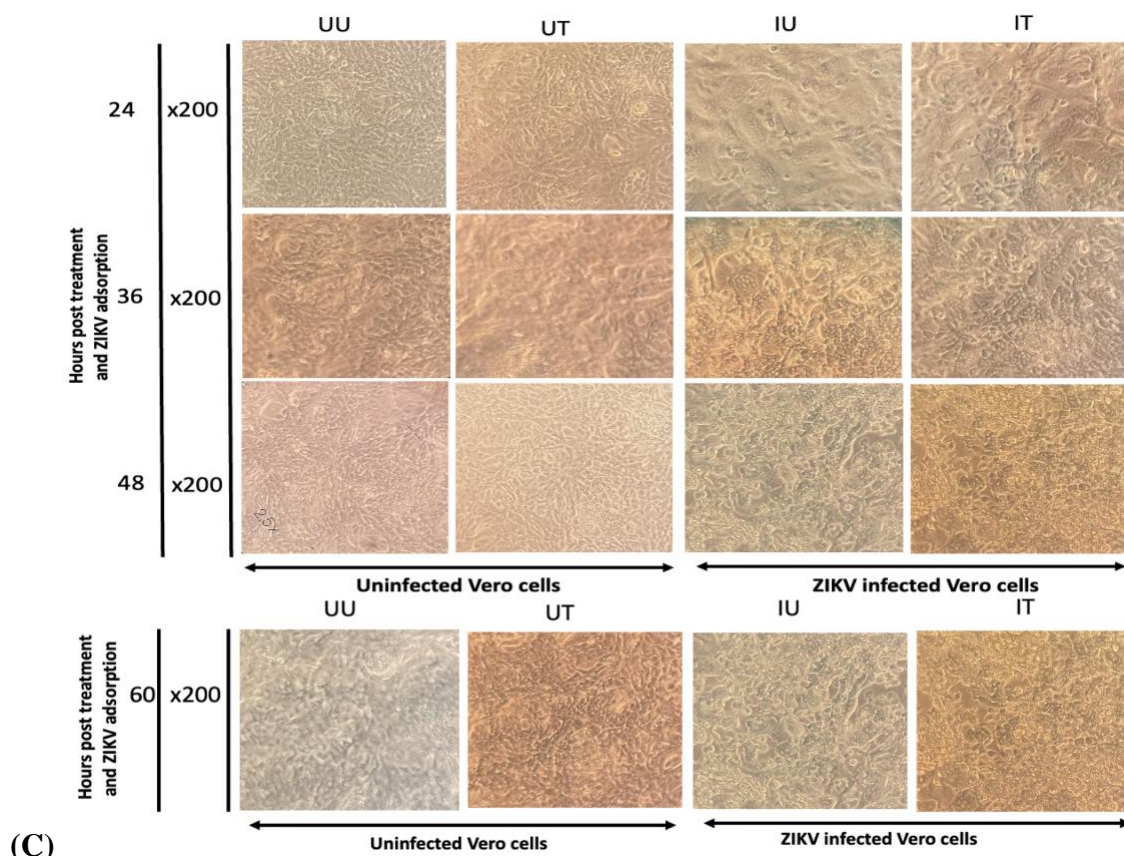 UU UT IU IT
Hours post treatment
and ZIKV adsorption
24 x200
36 x200
48 x200
Uninfected Vero cells ZIKV infected Vero cells
UU UT IU IT
Hours post treatment
and ZIKV adsorption
60 x200
Uninfected Vero cells ZIKV infected Vero cells
(C)